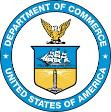 DEPARTMENT OF COMMERCE
UNITED STATES OF AMERICA